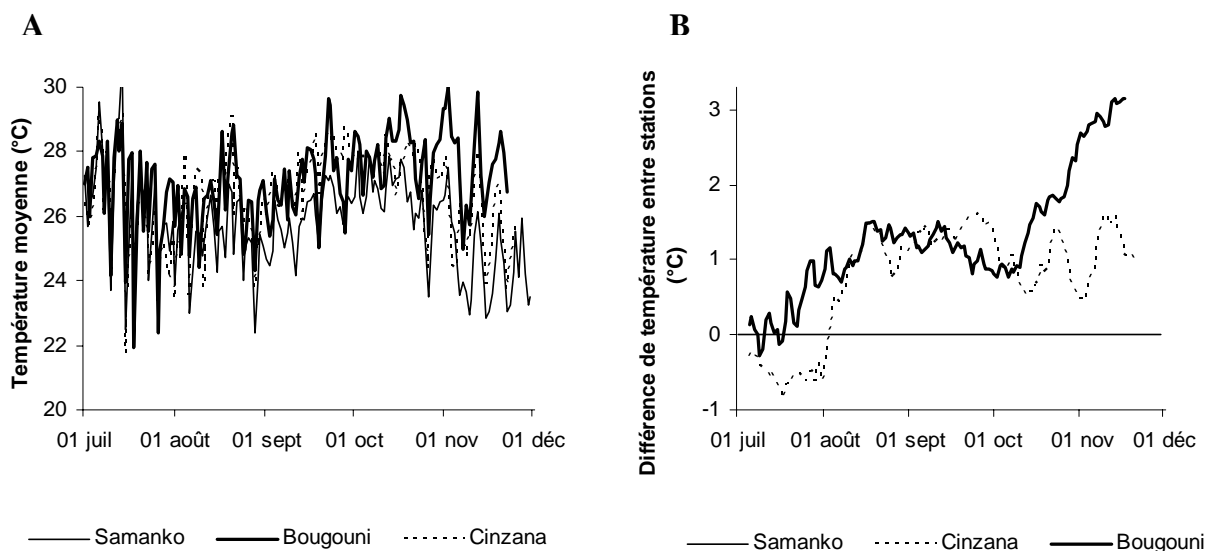 A
Température moyenne (°C)
30
28
26
24
22
20
01 juil 01 août 01 sept 01 oct 01 nov 01 déc
Samanko Bougouni Cinzana
B
Différence de température entre stations
(°C)
3
2
1
0
-1
01 juil 01 août 01 sept 01 oct 01 nov 01 déc
Samanko Cinzana Bougouni